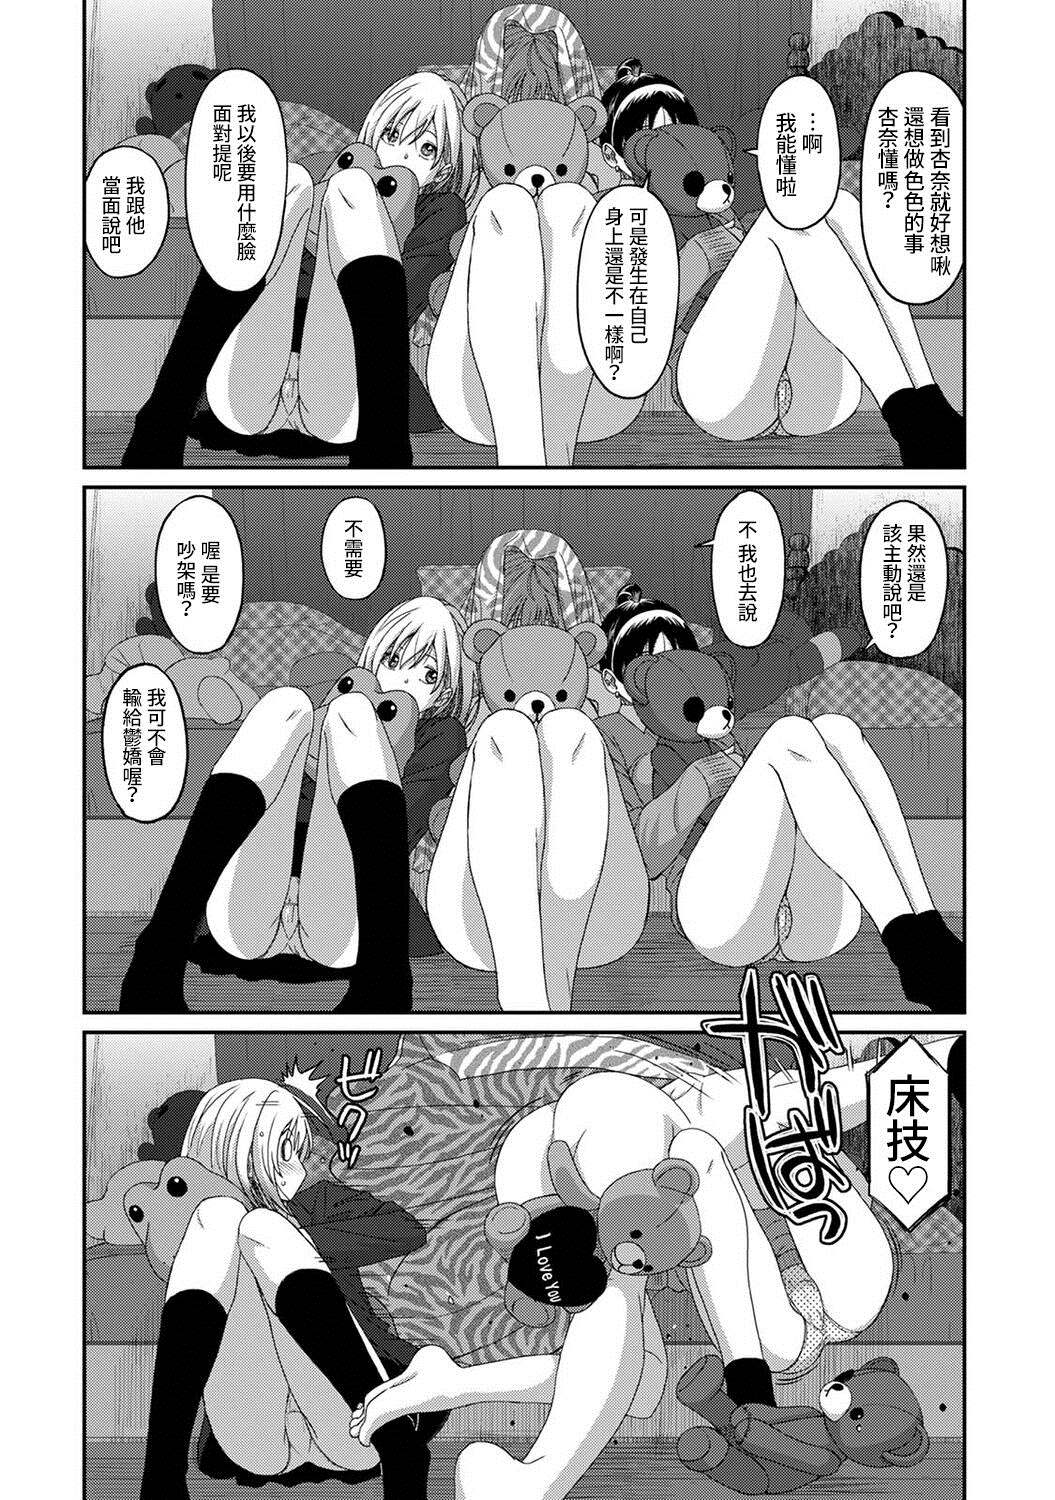 看到杏奈就好想啾
還想做色色的事
杏奈懂嗎？
…啊
我能懂啦
可是發生在自己
身上還是不一樣啊？
我以後要用什麼臉
面對提呢
我跟他
當面說吧
果然還是
該主動說吧？
不 我也去說
不需要
喔 是要
吵架嗎？
我可不會
輸給鬱嬌喔？
床技♡
ビクッ
I Love You